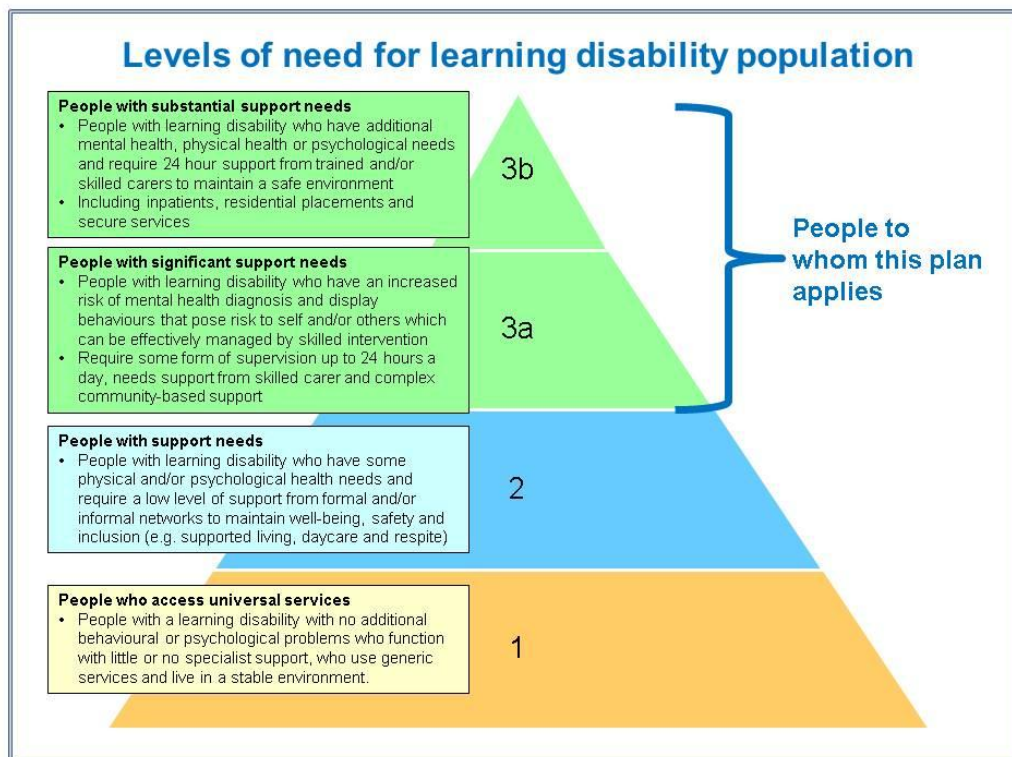 Levels of need for learning disability population
People with substantial support needs
• People with learning disability who have additional
mental health, physical health or psychological needs
and require 24 hour support from trained and/or
skilled carers to maintain a safe environment
• Including inpatients, residential placements and
secure services
3b
People with significant support needs
• People with learning disability who have an increased
risk of mental health diagnosis and display
behaviours that pose risk to self and/or others which
can be effectively managed by skilled intervention
• Require some form of supervision up to 24 hours a
day, needs support from skilled carer and complex
community-based support
3a
People to
whom this plan
applies
People with support needs
• People with learning disability who have some
physical and/or psychological health needs and
require a low level of support from formal and/or
informal networks to maintain well-being, safety and
inclusion (e.g. supported living, daycare and respite)
2
People who access universal services
• People with a learning disability with no additional
behavioural or psychological problems who function
with little or no specialist support, who use generic
services and live in a stable environment.
1